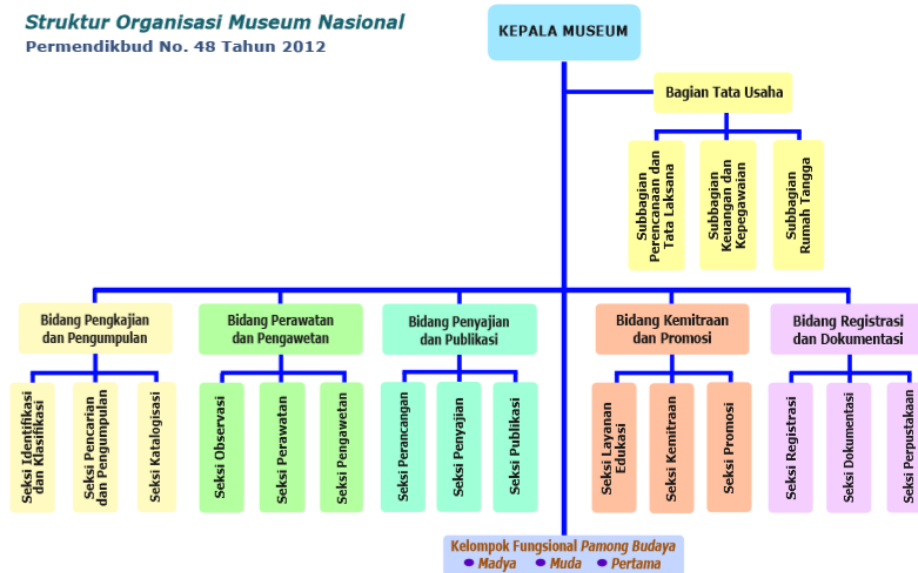 Struktur Organisasi Museum Nasional
Permendikbud No. 48 Tahun 2012
KEPALA MUSEUM
Bagian Tata Usaha
Subbagian
Perencanaan dan
Tata Laksana
Subbagian
Keuangan dan
Kepegawaian
Subbagian
Rumah Tangga
Bidang Pengkajian
dan Pengumpulan
Bidang Perawatan
dan Pengawetan
Bidang Penyajian
dan Publikasi
Bidang Kemitraan
dan Promosi
Bidang Registrasi
dan Dokumentasi
Seksi Identifikasi
dan Klasifikasi
Seksi Pencarian
dan Pengumpulan
Seksi Katalogisasi
Seksi Observasi
Seksi Perawatan
Seksi Pengawetan
Seksi Perancangan
Seksi Penyajian
Seksi Publikasi
Seksi Layanan
Edukasi
Seksi Kemitraan
Seksi Promosi
Seksi Registrasi
Seksi Dokumentasi
Seksi Perpustakaan
Kelompok Fungsional Pamong Budaya
● Madya ● Muda ● Pertama